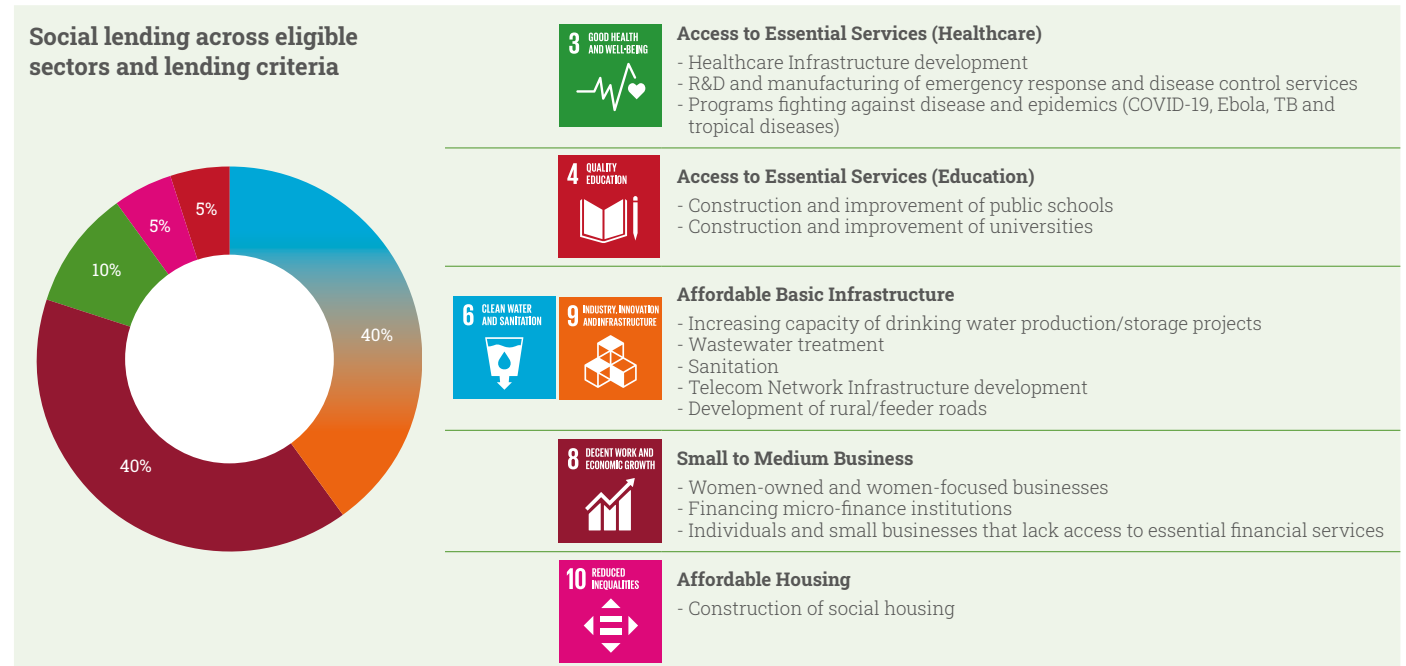 Social lending across eligible
sectors and lending criteria
5%
5%
10%
40%
40%
3 GOOD HEALTH
AND WELL-BEING
Access to Essential Services (Healthcare)
- Healthcare Infrastructure development
- R&D and manufacturing of emergency response and disease control services
- Programs fighting against disease and epidemics (COVID-19, Ebola, TB and
tropical diseases)
4 QUALITY
EDUCATION
Access to Essential Services (Education)
- Construction and improvement of public schools
- Construction and improvement of universities
6 CLEAN WATER
AND SANITATION
9 INDUSTRY, INNOVATION
AND INFRASTRUCTURE
Affordable Basic Infrastructure
- Increasing capacity of drinking water production/storage projects
- Wastewater treatment
- Sanitation
- Telecom Network Infrastructure development
- Development of rural/feeder roads
8 DECENT WORK AND
ECONOMIC GROWTH
Small to Medium Business
- Women-owned and women-focused businesses
- Financing micro-finance institutions
- Individuals and small businesses that lack access to essential financial services
10 REDUCED
INEQUALITIES
Affordable Housing
- Construction of social housing